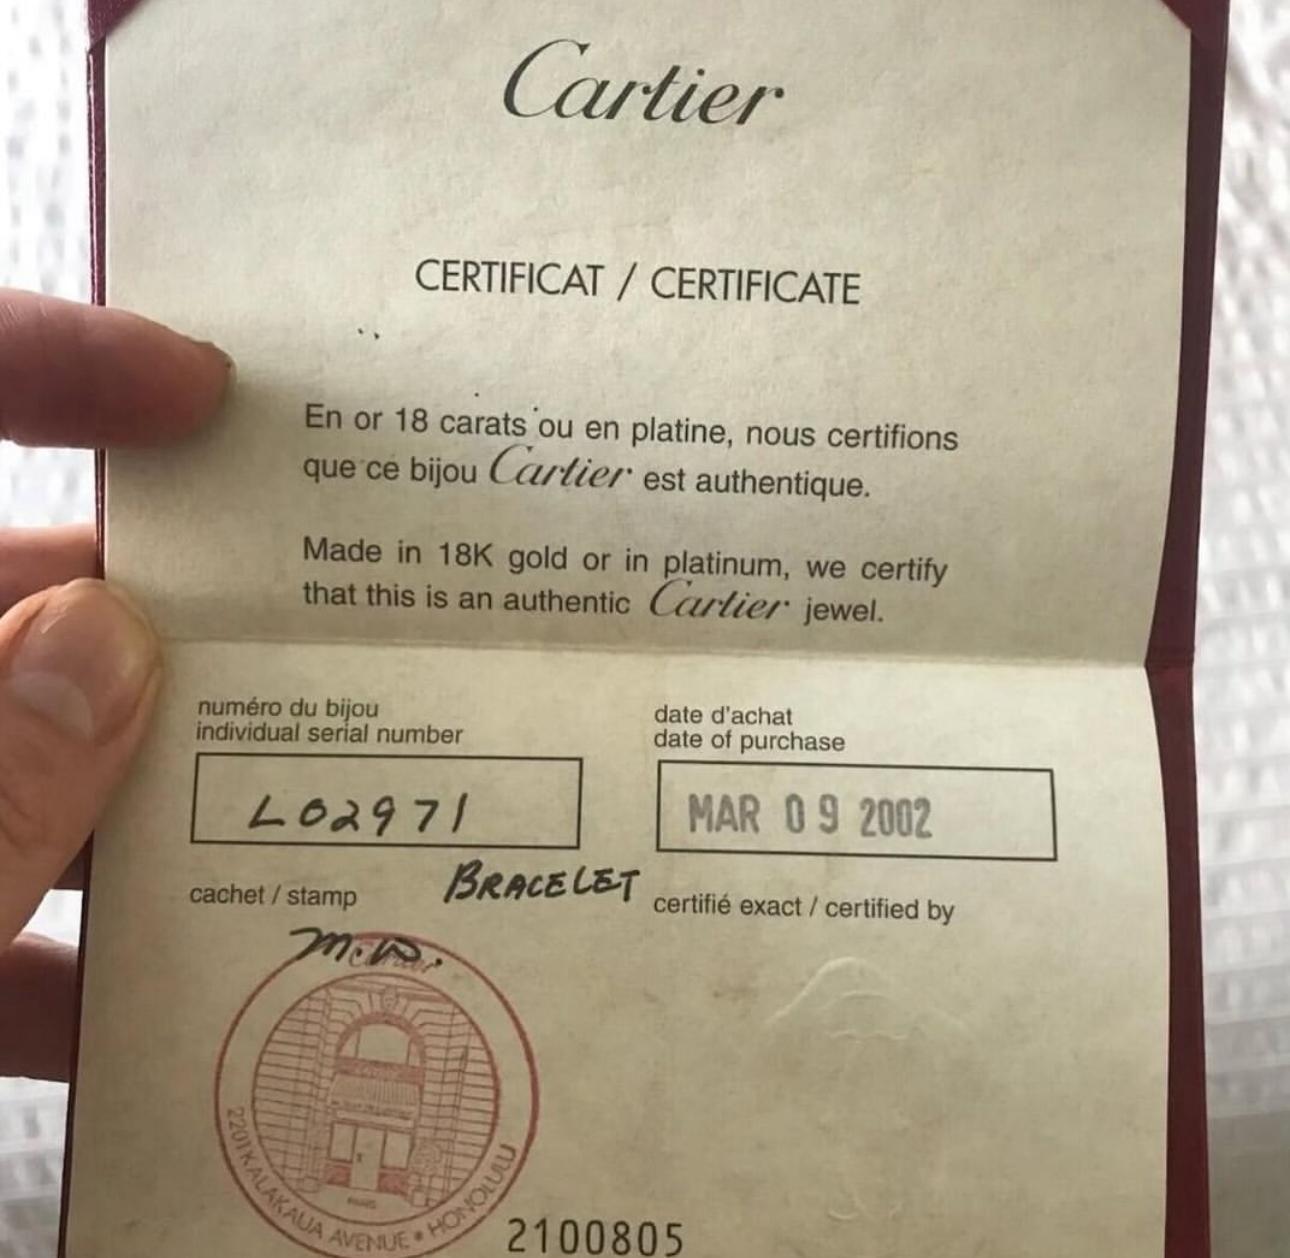 Cartier
CERTIFICAT / CERTIFICATE
En or 18 carats ou en platine, nous certifions
que ce bijou Cartier est authentique.
Made in 18K gold or in platinum, we certify
that this is an authentic Cartier jewel.
numéro du bijou
individual serial number
L02971
date d'achat
date of purchase
MAR 09 2002
BRACELET
cachet / stamp
certifié exact / certified by
M.W.
Cartier
2201 KALAKAUA AVENUE • HONOLULU
2100805